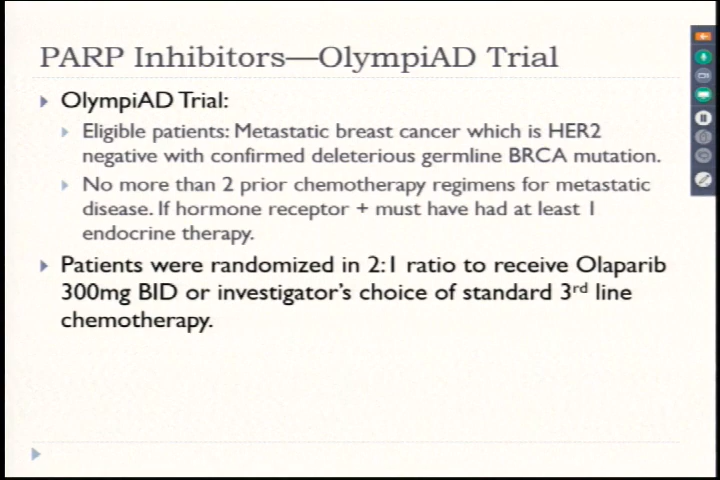 PARP Inhibitors—OlympiAD Trial
OlympiAD Trial:
Eligible patients: Metastatic breast cancer which is HER2
negative with confirmed deleterious germline BRCA mutation.
No more than 2 prior chemotherapy regimens for metastatic
disease. If hormone receptor + must have had at least 1
endocrine therapy.
Patients were randomized in 2:1 ratio to receive Olaparib
300mg BID or investigator's choice of standard 3rd line
chemotherapy.